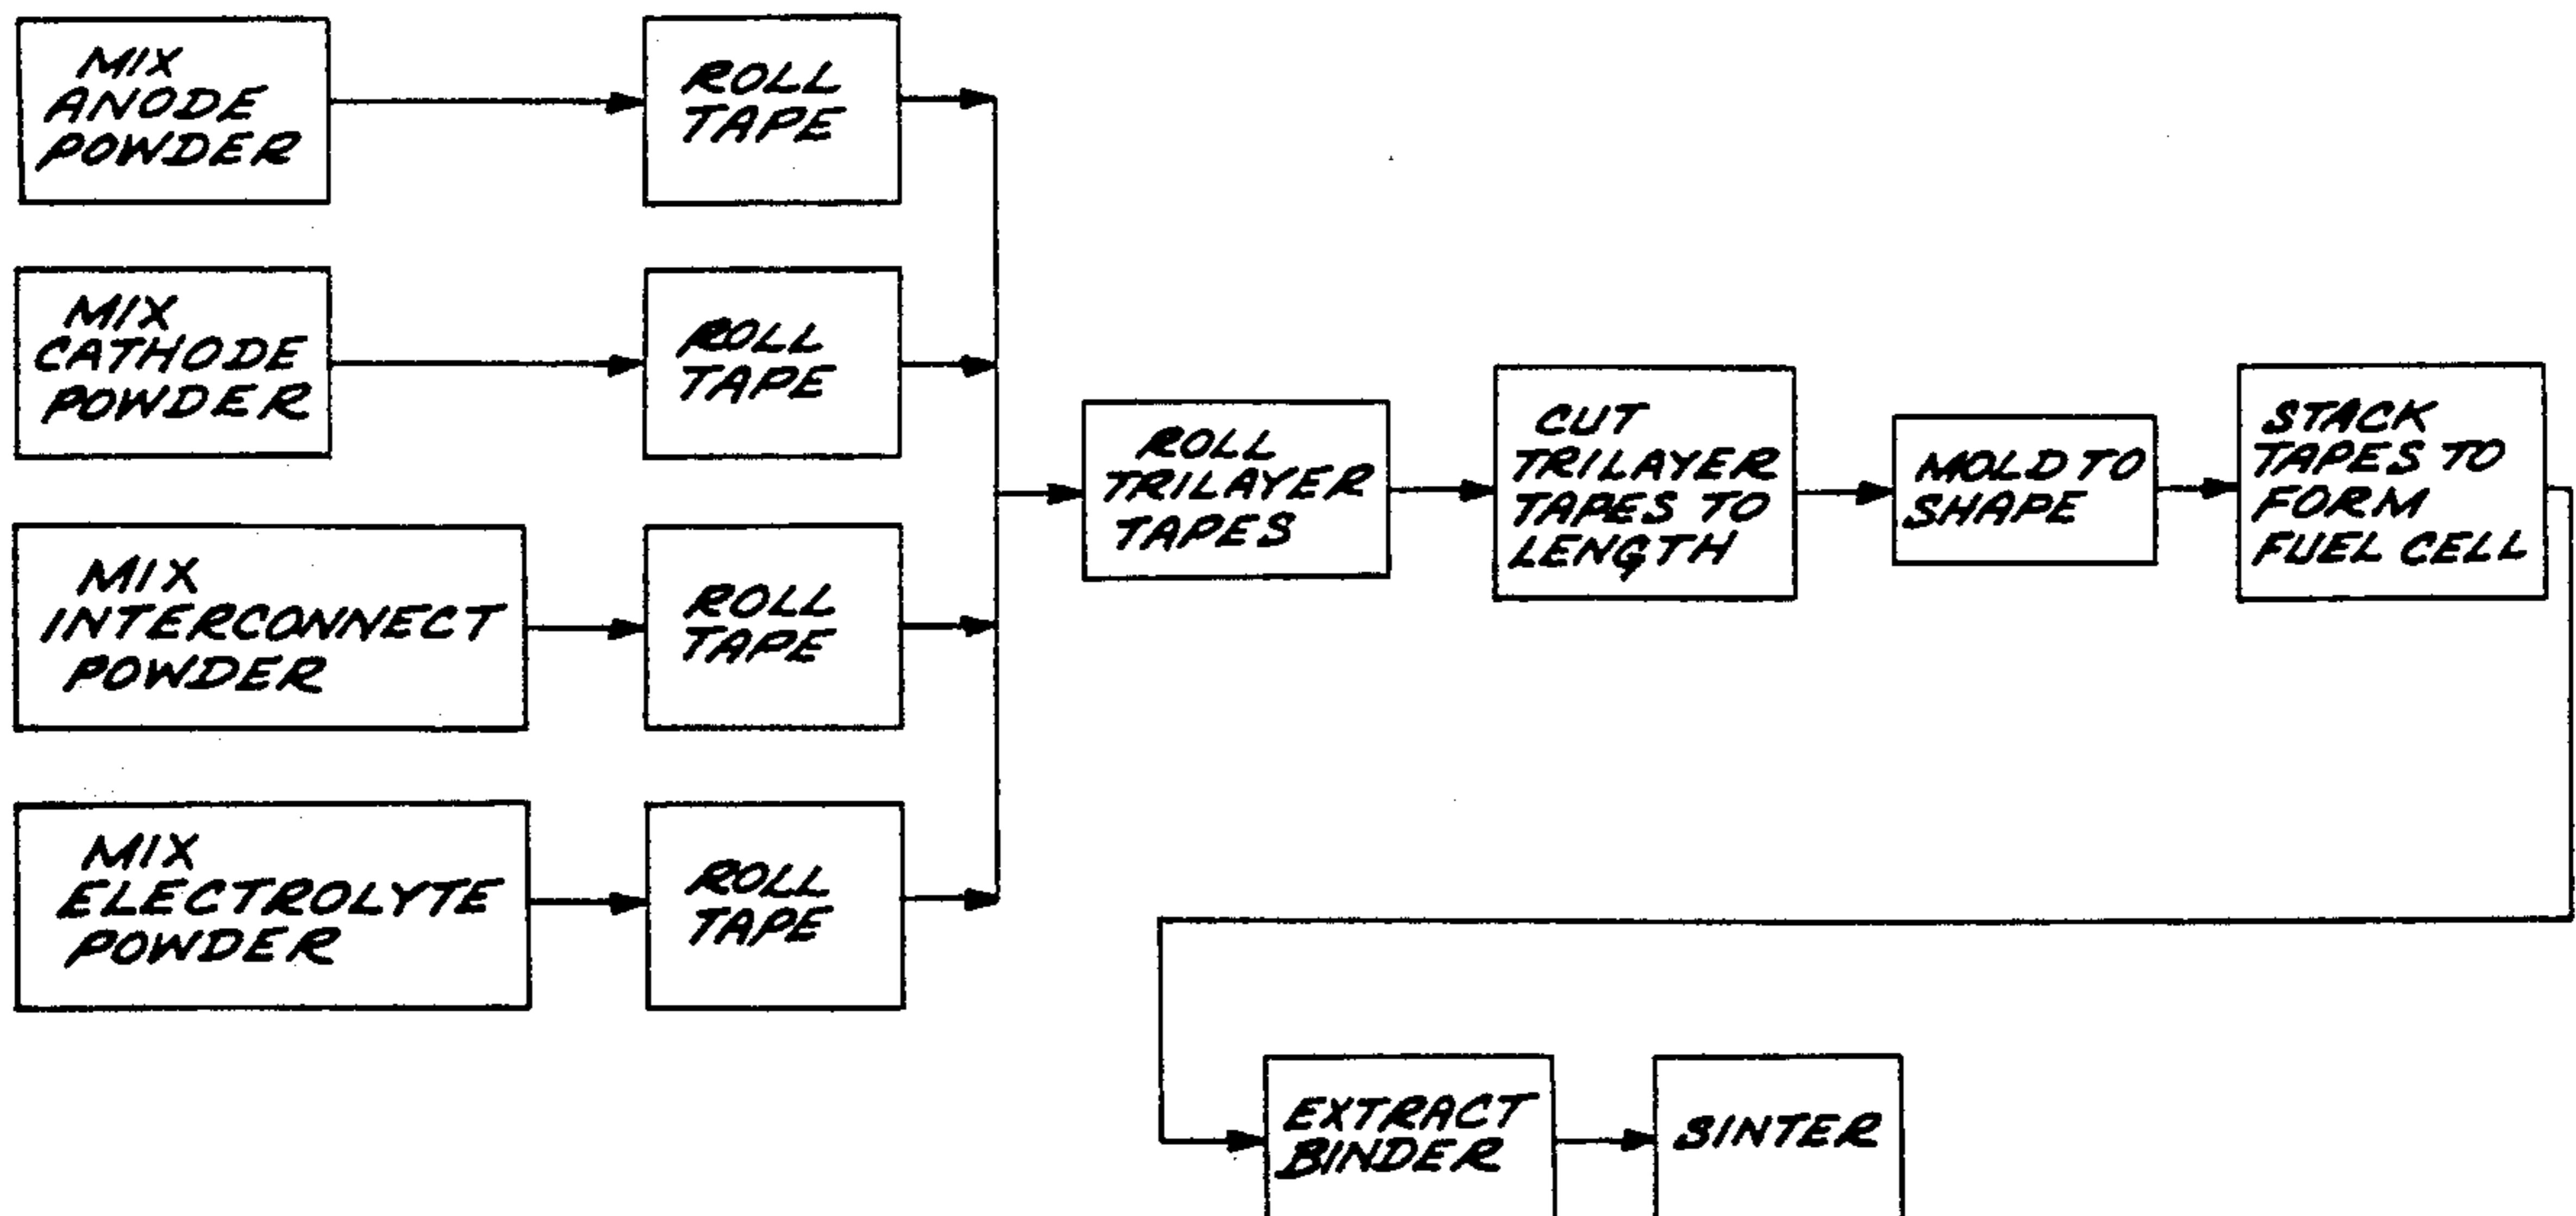 MIX
ANODE
POWDER
ROLL
TAPE
MIX
CATHODE
POWDER
ROLL
TAPE
MIX
INTERCONNECT
POWDER
ROLL
TAPE
MIX
ELECTROLYTE
POWDER
ROLL
TAPE
ROLL
TRILAYER
TAPES
CUT
TRILAYER
TAPES TO
LENGTH
MOLD TO
SHAPE
STACK
TAPES TO
FORM
FUEL CELL
EXTRACT
BINDER
SINTER